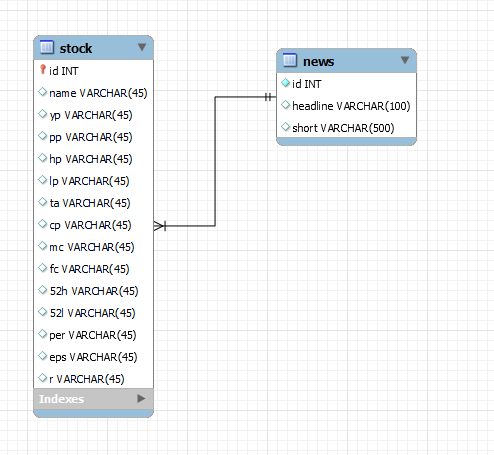 stock
id INT
name VARCHAR(45)
yp VARCHAR(45)
pp VARCHAR(45)
hp VARCHAR(45)
lp VARCHAR(45)
ta VARCHAR(45)
cp VARCHAR(45)
mc VARCHAR(45)
fc VARCHAR(45)
52h VARCHAR(45)
52l VARCHAR(45)
per VARCHAR(45)
eps VARCHAR(45)
r VARCHAR(45)
Indexes
news
id INT
headline VARCHAR(100)
short VARCHAR(500)